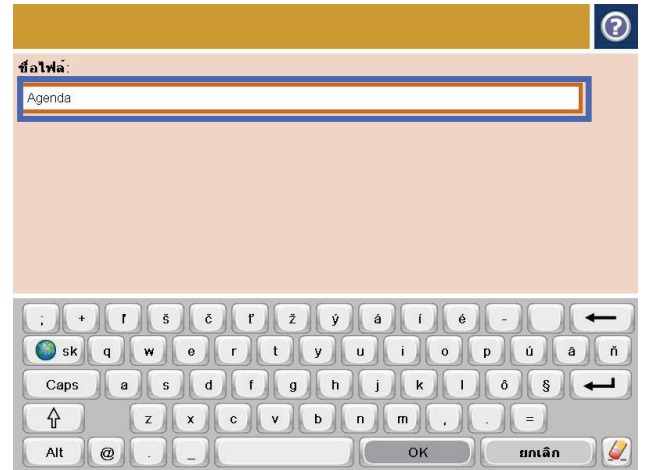 ?
ชื่อไฟล์:
Agenda
; + ľ š č ť ž ý á í é -
sk q w e r t y u i o p ú ä ň
Caps a s d f g h j k l ô §
z x c v b n m , . =
Alt @ . _ OK ยกเลิก